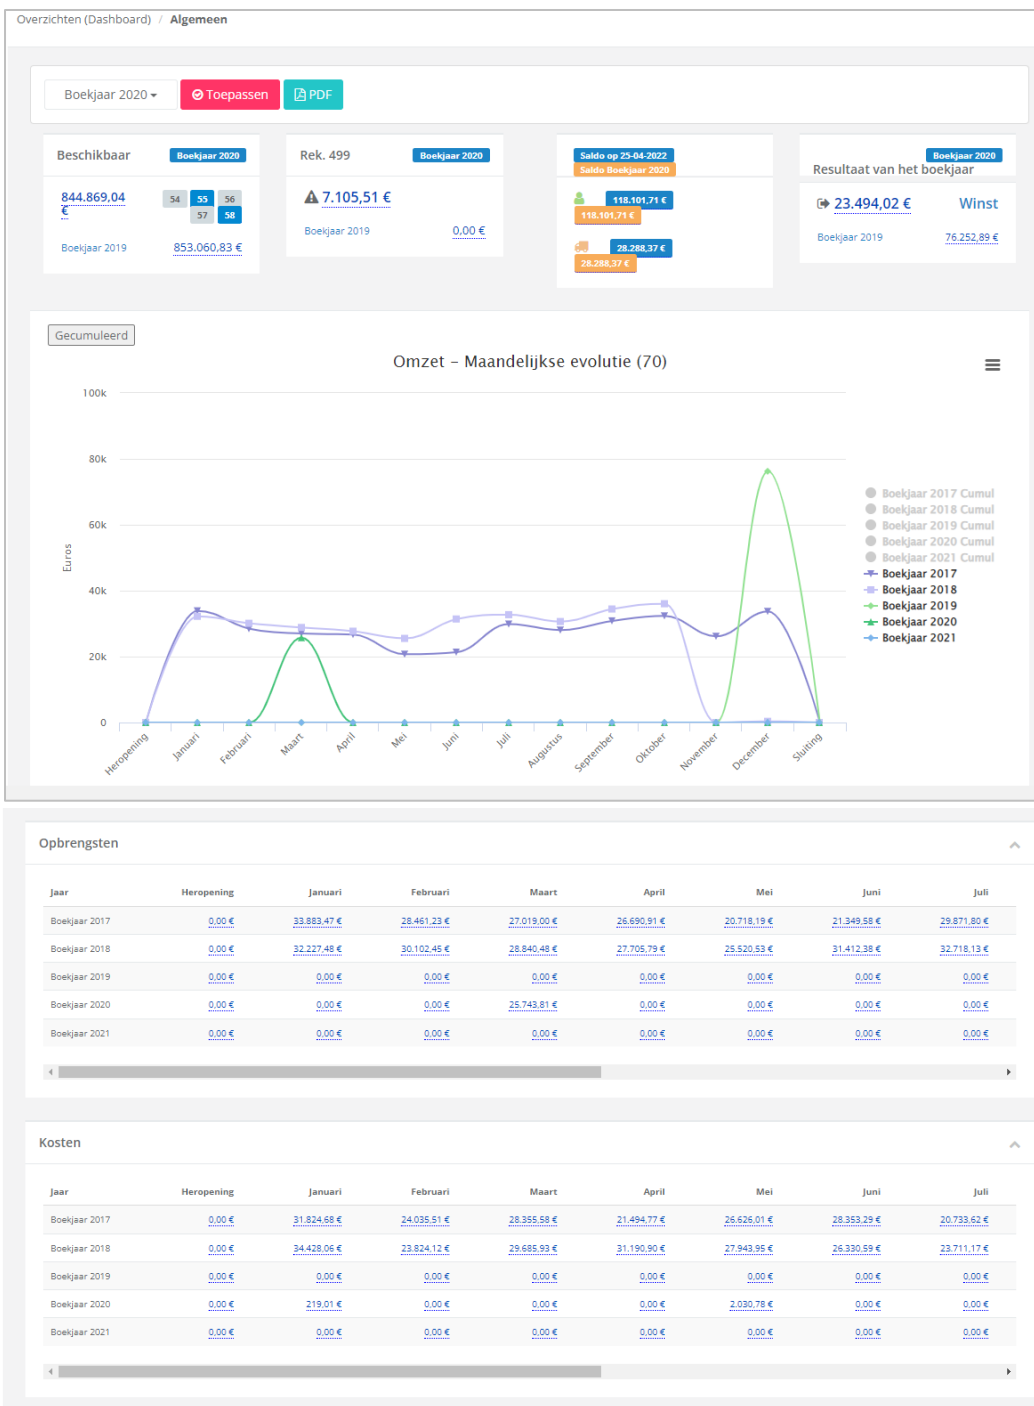 Overzichten (Dashboard) / Algemeen
Boekjaar 2020 Toepassen PDF
Beschikbaar Boekjaar 2020
844.869,04 €
54 55 56
57 58
Boekjaar 2019 853.060,83 €
Rek. 499 Boekjaar 2020
7.105,51 €
Boekjaar 2019 0,00 €
Saldo op 25-04-2022
Saldo Boekjaar 2020
118.101,71 €
118.101,71 €
28.288,37 €
28.288,37 €
Boekjaar 2020
Resultaat van het boekjaar
23.494,02 € Winst
Boekjaar 2019 76.252,89 €
Gecumuleerd
Omzet – Maandelijkse evolutie (70)
Euros
100k
80k
60k
40k
20k
0
Heropening Januari Februari Maart April Mei Juni Juli Augustus September Oktober November December Sluiting
Boekjaar 2017 Cumul
Boekjaar 2018 Cumul
Boekjaar 2019 Cumul
Boekjaar 2020 Cumul
Boekjaar 2021 Cumul
Boekjaar 2017
Boekjaar 2018
Boekjaar 2019
Boekjaar 2020
Boekjaar 2021
Opbrengsten
Jaar Heropening Januari Februari Maart April Mei Juni Juli
Boekjaar 2017 0,00 € 33.883,47 € 28.461,23 € 27.019,00 € 26.690,91 € 20.718,19 € 21.349,58 € 29.871,80 €
Boekjaar 2018 0,00 € 32.227,48 € 30.102,45 € 28.840,48 € 27.705,79 € 25.520,53 € 31.412,38 € 32.718,13 €
Boekjaar 2019 0,00 € 0,00 € 0,00 € 0,00 € 0,00 € 0,00 € 0,00 € 0,00 €
Boekjaar 2020 0,00 € 0,00 € 0,00 € 25.743,81 € 0,00 € 0,00 € 0,00 € 0,00 €
Boekjaar 2021 0,00 € 0,00 € 0,00 € 0,00 € 0,00 € 0,00 € 0,00 € 0,00 €
Kosten
Jaar Heropening Januari Februari Maart April Mei Juni Juli
Boekjaar 2017 0,00 € 31.824,68 € 24.035,51 € 28.355,58 € 21.494,77 € 26.626,01 € 28.353,29 € 20.733,62 €
Boekjaar 2018 0,00 € 34.428,06 € 23.824,12 € 29.685,93 € 31.190,90 € 27.943,95 € 26.330,59 € 23.711,17 €
Boekjaar 2019 0,00 € 0,00 € 0,00 € 0,00 € 0,00 € 0,00 € 0,00 € 0,00 €
Boekjaar 2020 0,00 € 219,01 € 0,00 € 0,00 € 0,00 € 2.030,78 € 0,00 € 0,00 €
Boekjaar 2021 0,00 € 0,00 € 0,00 € 0,00 € 0,00 € 0,00 € 0,00 € 0,00 €